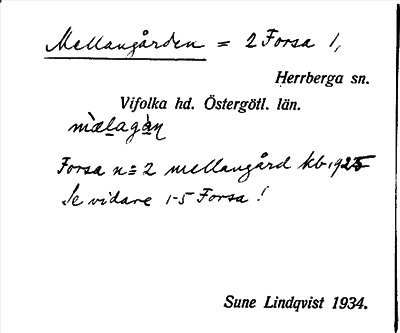 Mellangården = 2 Forsa 1,
Herrberga sn.
Vifolka hd. Östergötl. län.
mælagàn
Forsa n= 2 mellangård kb. 1925
Se vidare 1-5 Forsa!
Sune Lindqvist 1934.